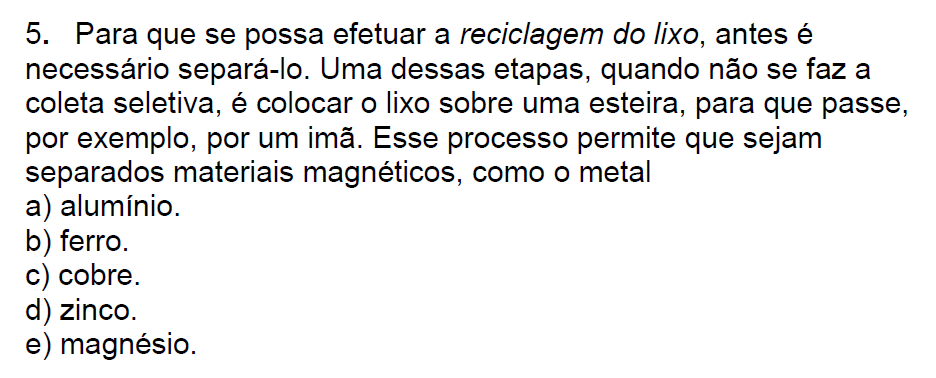 5. Para que se possa efetuar a reciclagem do lixo, antes é
necessário separá-lo. Uma dessas etapas, quando não se faz a
coleta seletiva, é colocar o lixo sobre uma esteira, para que passe,
por exemplo, por um imã. Esse processo permite que sejam
separados materiais magnéticos, como o metal
a) alumínio.
b) ferro.
c) cobre.
d) zinco.
e) magnésio.